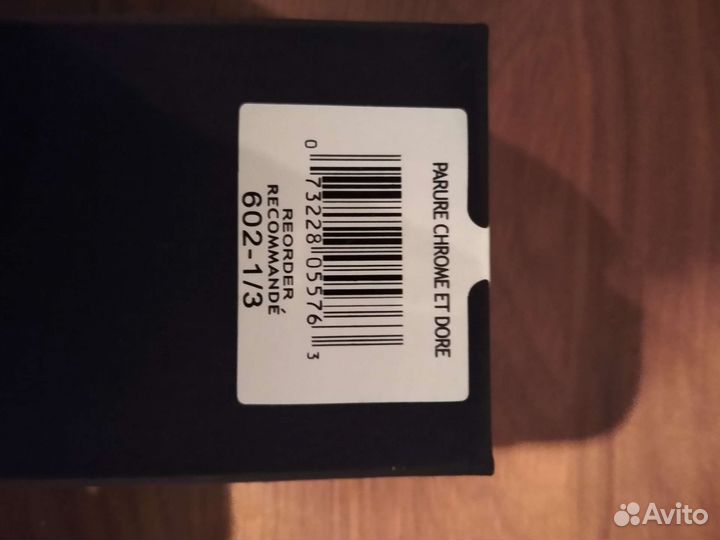 PARURE CHROME ET DORE
0 73228 05576 3
REORDER
RECOMMANDÉ
602-1/3
Avito